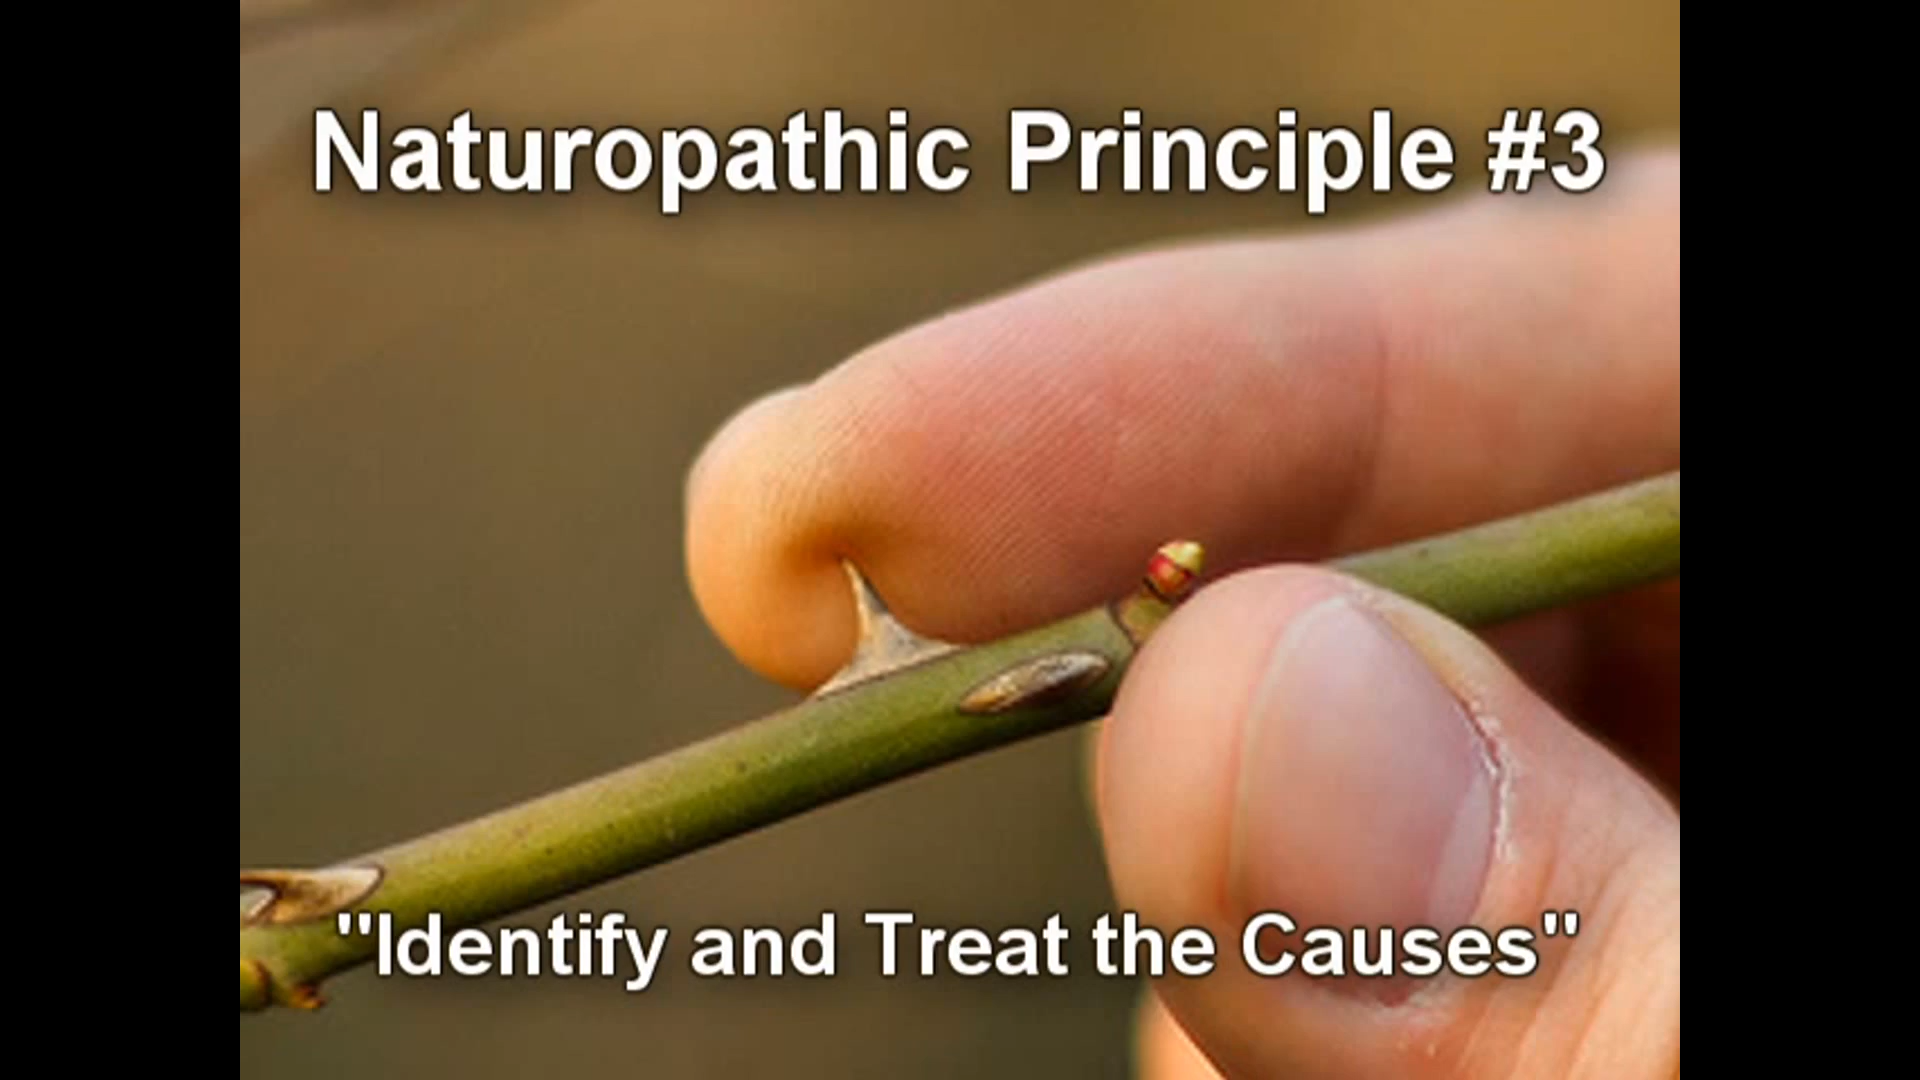 Naturopathic Principle #3
"Identify and Treat the Causes"